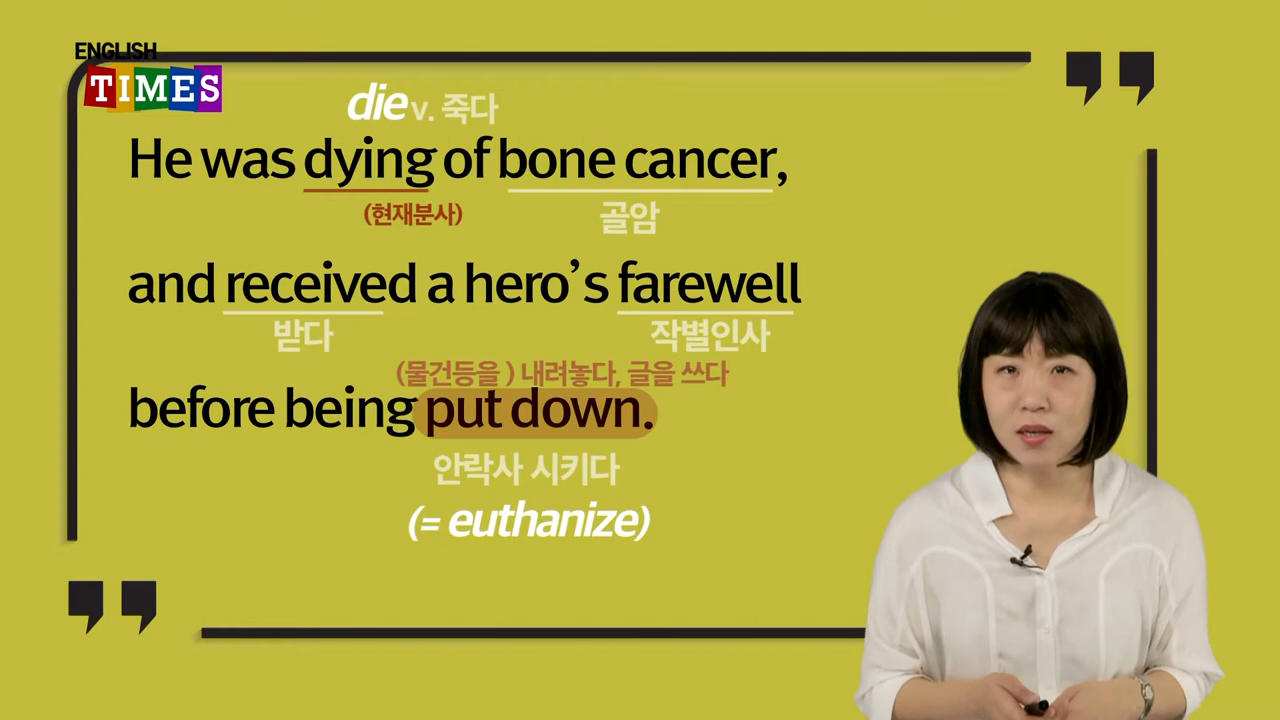 ENGLISH
TIMES
die v. 죽다
He was dying of bone cancer,
(현재분사) 골암
and received a hero's farewell
받다 작별인사
(물건등을 ) 내려놓다, 글을 쓰다
before being put down.
안락사 시키다
(= euthanize)